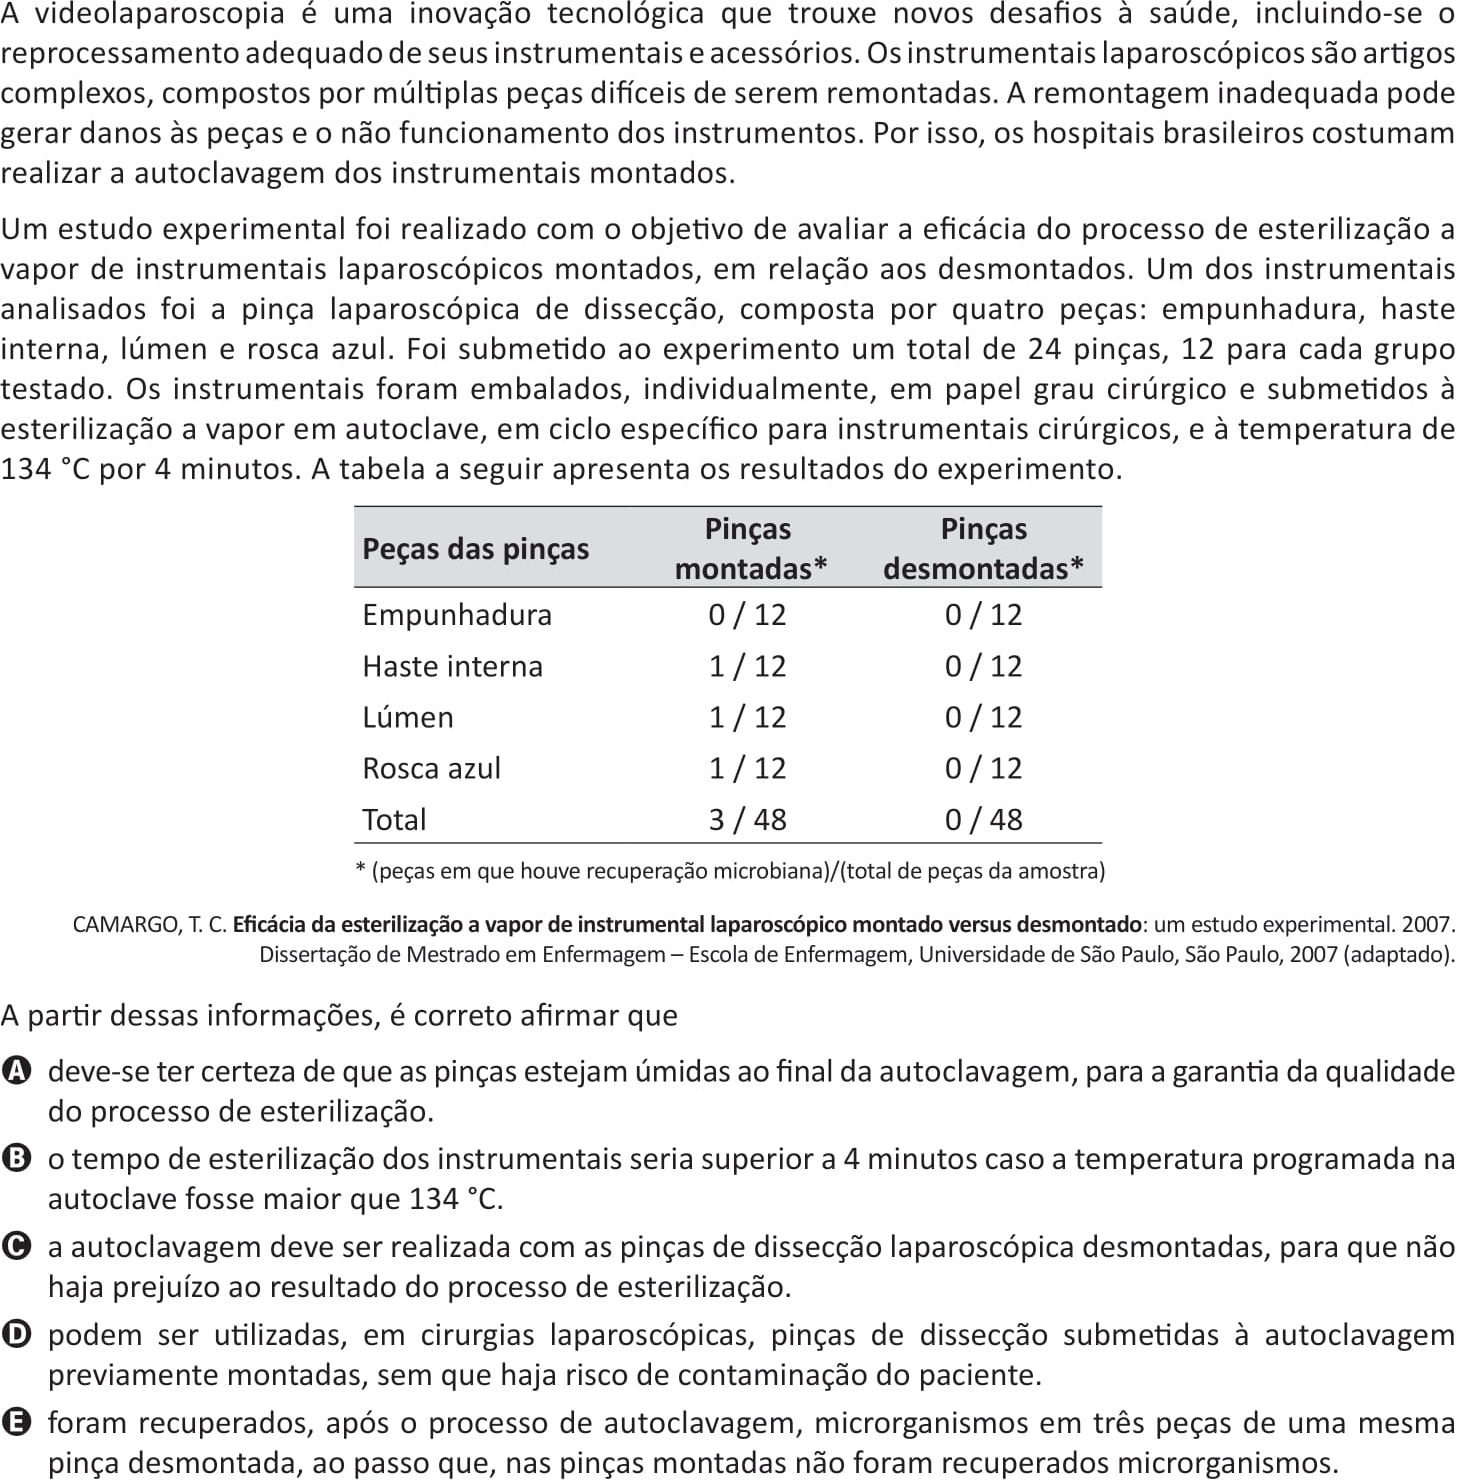 A videolaparoscopia é uma inovação tecnológica que trouxe novos desafios à saúde, incluindo-se o
reprocessamento adequado de seus instrumentais e acessórios. Os instrumentais laparoscópicos são artigos
complexos, compostos por múltiplas peças difíceis de serem remontadas. A remontagem inadequada pode
gerar danos às peças e o não funcionamento dos instrumentos. Por isso, os hospitais brasileiros costumam
realizar a autoclavagem dos instrumentais montados.
Um estudo experimental foi realizado com o objetivo de avaliar a eficácia do processo de esterilização a
vapor de instrumentais laparoscópicos montados, em relação aos desmontados. Um dos instrumentais
analisados foi a pinça laparoscópica de dissecção, composta por quatro peças: empunhadura, haste
interna, lúmen e rosca azul. Foi submetido ao experimento um total de 24 pinças, 12 para cada grupo
testado. Os instrumentais foram embalados, individualmente, em papel grau cirúrgico e submetidos à
esterilização a vapor em autoclave, em ciclo específico para instrumentais cirúrgicos, e à temperatura de
134 °C por 4 minutos. A tabela a seguir apresenta os resultados do experimento.
Peças das pinças Pinças montadas* Pinças desmontadas*
Empunhadura 0 / 12 0 / 12
Haste interna 1 / 12 0 / 12
Lúmen 1 / 12 0 / 12
Rosca azul 1 / 12 0 / 12
Total 3 / 48 0 / 48
* (peças em que houve recuperação microbiana)/(total de peças da amostra)
CAMARGO, T. C. Eficácia da esterilização a vapor de instrumental laparoscópico montado versus desmontado: um estudo experimental. 2007.
Dissertação de Mestrado em Enfermagem – Escola de Enfermagem, Universidade de São Paulo, São Paulo, 2007 (adaptado).
A partir dessas informações, é correto afirmar que
A deve-se ter certeza de que as pinças estejam úmidas ao final da autoclavagem, para a garantia da qualidade
do processo de esterilização.
B o tempo de esterilização dos instrumentais seria superior a 4 minutos caso a temperatura programada na
autoclave fosse maior que 134 °C.
C a autoclavagem deve ser realizada com as pinças de dissecção laparoscópica desmontadas, para que não
haja prejuízo ao resultado do processo de esterilização.
D podem ser utilizadas, em cirurgias laparoscópicas, pinças de dissecção submetidas à autoclavagem
previamente montadas, sem que haja risco de contaminação do paciente.
E foram recuperados, após o processo de autoclavagem, microrganismos em três peças de uma mesma
pinça desmontada, ao passo que, nas pinças montadas não foram recuperados microrganismos.